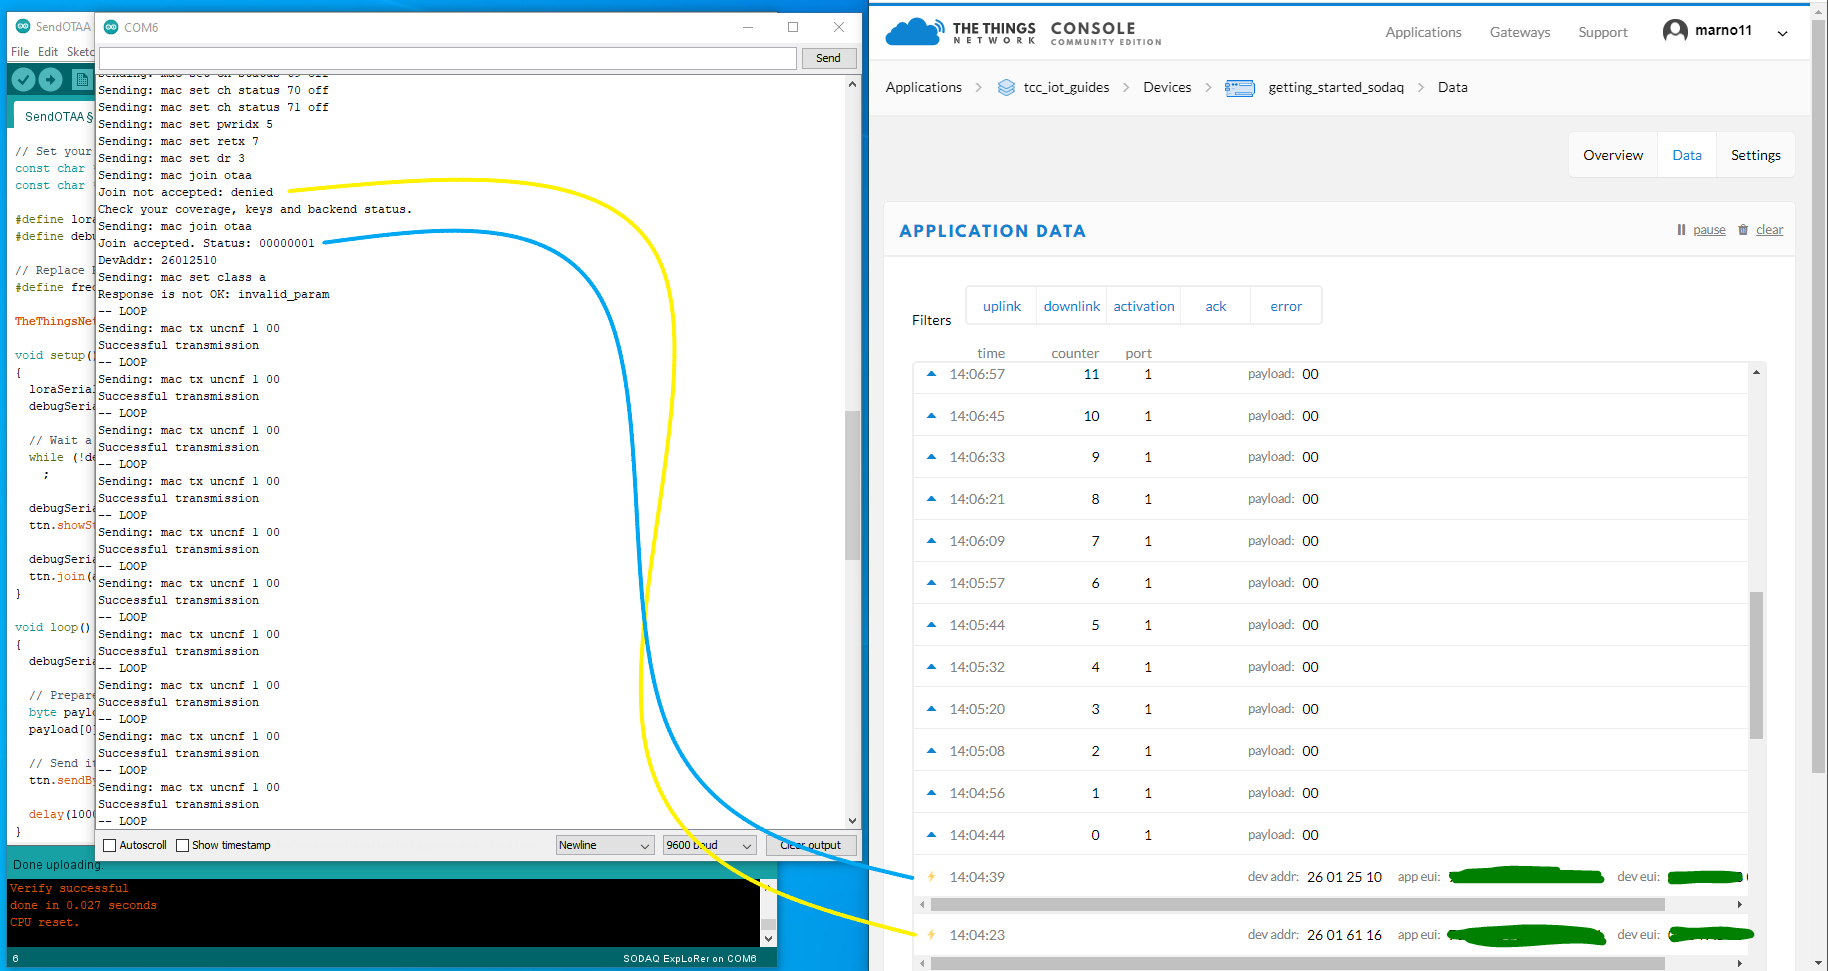 SendOTAA
File Edit Sketc
SendOTAA §
// Set your
const char
const char
#define lora
#define debu
// Replace
#define freq
TheThingsNet
void setup()
{
loraSerial
debugSeria
// Wait a
while (!de
;
debugSeria
ttn.showSt
debugSeria
ttn.join(a
}
void loop()
{
debugSeria
// Prepare
byte paylo
payload[0]
// Send it
ttn.sendBy
delay(1000
}
Done uploading.
Verify successful
done in 0.027 seconds
CPU reset.
6
SODAQ ExpLoRer on COM6
COM6
Send
Sending: mac set ch status 69 off
Sending: mac set ch status 70 off
Sending: mac set ch status 71 off
Sending: mac set pwridx 5
Sending: mac set retx 7
Sending: mac set dr 3
Sending: mac join otaa
Join not accepted: denied
Check your coverage, keys and backend status.
Sending: mac join otaa
Join accepted. Status: 00000001
DevAddr: 26012510
Sending: mac set class a
Response is not OK: invalid_param
-- LOOP
Sending: mac tx uncnf 1 00
Successful transmission
-- LOOP
Sending: mac tx uncnf 1 00
Successful transmission
-- LOOP
Sending: mac tx uncnf 1 00
Successful transmission
-- LOOP
Sending: mac tx uncnf 1 00
Successful transmission
-- LOOP
Sending: mac tx uncnf 1 00
Successful transmission
-- LOOP
Sending: mac tx uncnf 1 00
Successful transmission
-- LOOP
Sending: mac tx uncnf 1 00
Successful transmission
-- LOOP
Sending: mac tx uncnf 1 00
Successful transmission
-- LOOP
Sending: mac tx uncnf 1 00
Successful transmission
-- LOOP
Sending: mac tx uncnf 1 00
Successful transmission
-- LOOP
Autoscroll Show timestamp Newline 9600 baud Clear output
THE THINGS NETWORK CONSOLE COMMUNITY EDITION
Applications Gateways Support marno11
Applications tcc_iot_guides Devices getting_started_sodaq Data
Overview Data Settings
APPLICATION DATA
pause clear
Filters uplink downlink activation ack error
time counter port
14:06:57 11 1 payload: 00
14:06:45 10 1 payload: 00
14:06:33 9 1 payload: 00
14:06:21 8 1 payload: 00
14:06:09 7 1 payload: 00
14:05:57 6 1 payload: 00
14:05:44 5 1 payload: 00
14:05:32 4 1 payload: 00
14:05:20 3 1 payload: 00
14:05:08 2 1 payload: 00
14:04:56 1 1 payload: 00
14:04:44 0 1 payload: 00
14:04:39 dev addr: 26 01 25 10 app eui: dev eui:
14:04:23 dev addr: 26 01 61 16 app eui: dev eui: